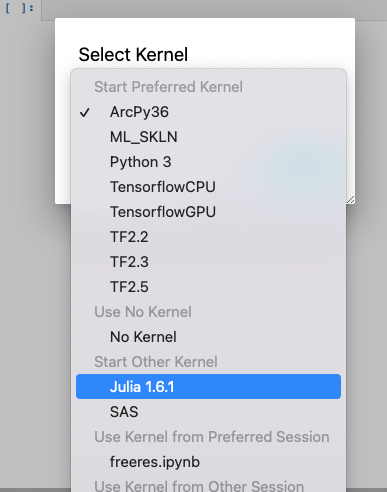 [ ]:
Select Kernel
Start Preferred Kernel
✓ ArcPy36
ML_SKLN
Python 3
TensorflowCPU
TensorflowGPU
TF2.2
TF2.3
TF2.5
Use No Kernel
No Kernel
Start Other Kernel
Julia 1.6.1
SAS
Use Kernel from Preferred Session
freeres.ipynb
Use Kernel from Other Session